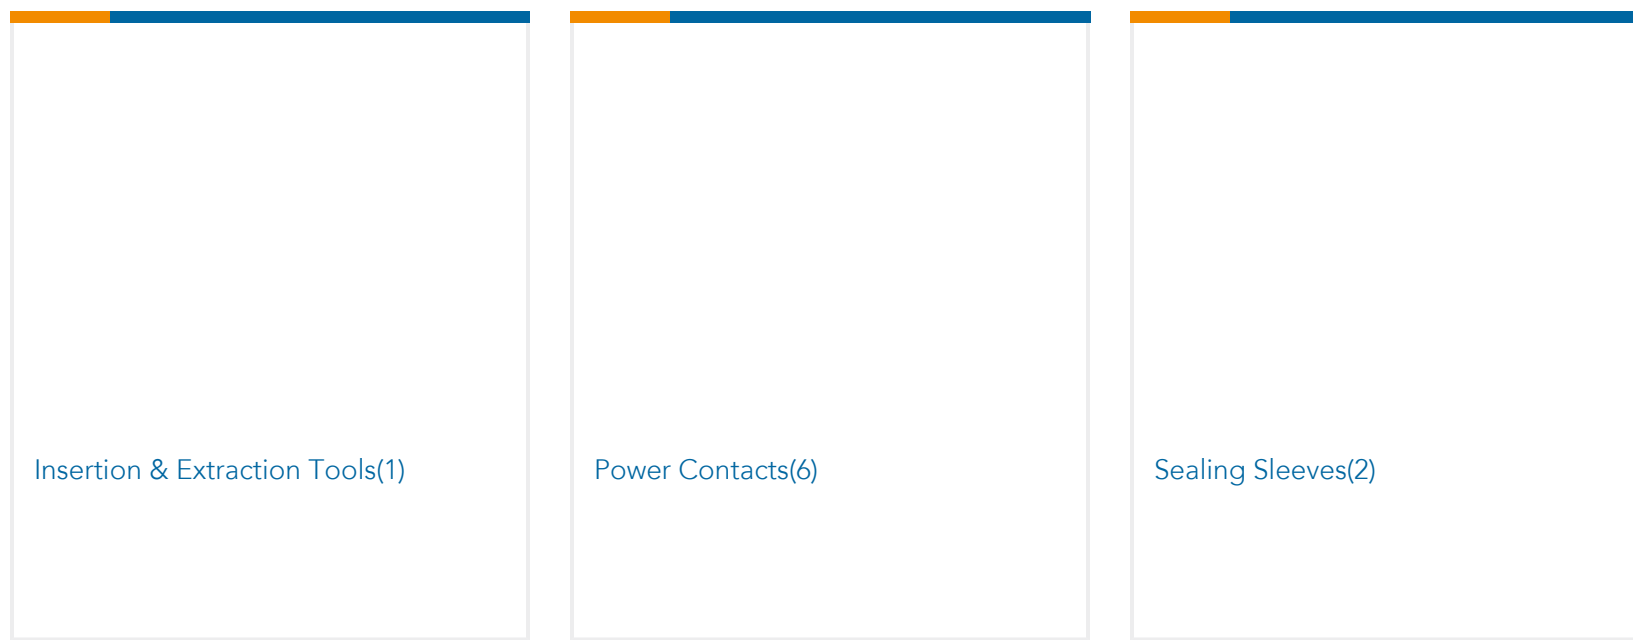 Insertion & Extraction Tools(1)
Power Contacts(6)
Sealing Sleeves(2)